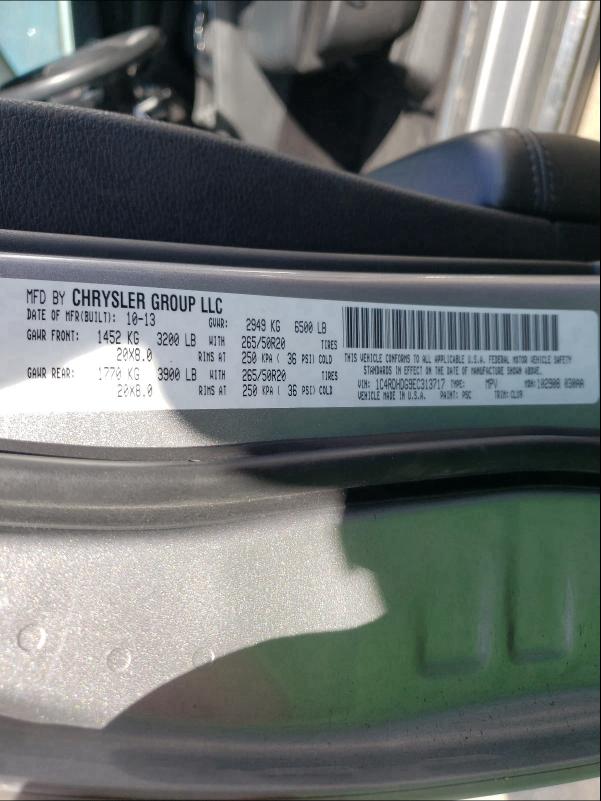 MFD BY CHRYSLER GROUP LLC
DATE OF MFR(BUILT): 10-13 GVWR: 2949 KG 6500 LB
GAWR FRONT: 1452 KG 3200 LB WITH 265/50R20 TIRES
20X8.0 RIMS AT 250 KPA ( 36 PSI) COLD
GAWR REAR: 1770 KG 3900 LB WITH 265/50R20 TIRES
20X8.0 RIMS AT 250 KPA ( 36 PSI) COLD
THIS VEHICLE CONFORMS TO ALL APPLICABLE U.S.A. FEDERAL MOTOR VEHICLE SAFETY
STANDARDS IN EFFECT ON THE DATE OF MANUFACTURE SHOWN ABOVE.
VIN: 1C4RDHDG9EC313717 TYPE: MPV MDH: 102908 030AA
VEHICLE MADE IN U.S.A. PAINT: PSC TRIM: